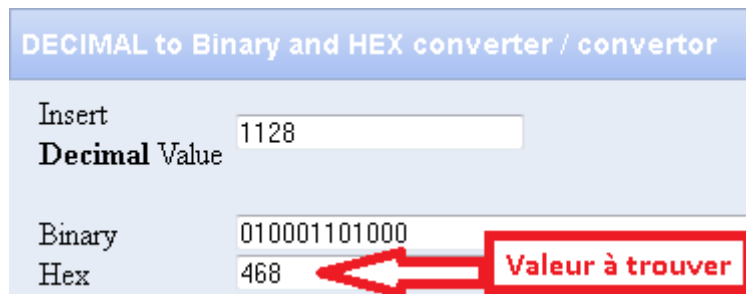 DECIMAL to Binary and HEX converter / convertor
Insert
Decimal Value
1128
Binary
010001101000
Hex
468
Valeur à trouver